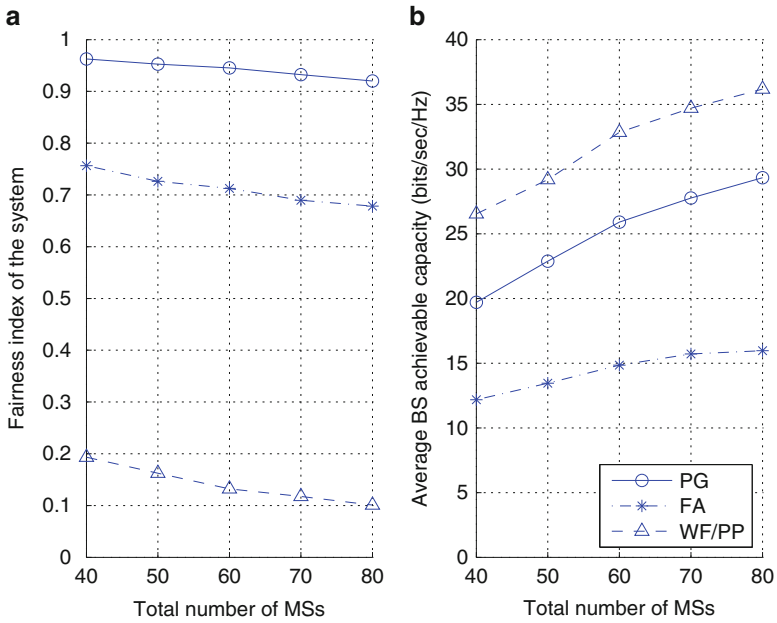 a
1
0.9
0.8
0.7
0.6
0.5
0.4
0.3
0.2
0.1
0
Fairness index of the system
40 50 60 70 80
Total number of MSs
b
40
35
30
25
20
15
10
5
0
Average BS achievable capacity (bits/sec/Hz)
PG
FA
WF/PP
40 50 60 70 80
Total number of MSs